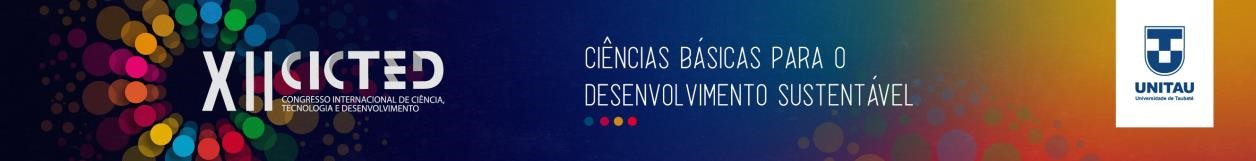 XII CICTED
CONGRESSO INTERNACIONAL DE CIÊNCIA,
TECNOLOGIA E DESENVOLVIMENTO
CIÊNCIAS BÁSICAS PARA O
DESENVOLVIMENTO SUSTENTÁVEL
UNITAU
Universidade de Taubaté